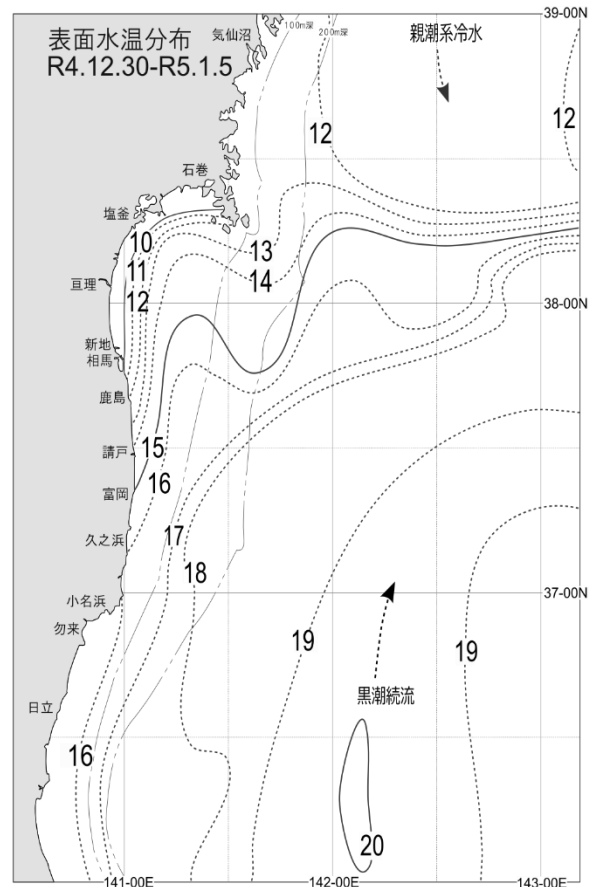 表面水温分布
R4.12.30-R5.1.5
気仙沼
100m深
200m深
親潮系冷水
39-00N
12
12
石巻
塩釜
10
13
11
14
亘理
12
38-00N
新地
相馬
鹿島
請戸
15
富岡
16
久之浜
17
18
37-00N
小名浜
勿来
19
19
黒潮続流
日立
16
20
141-00E
142-00E
143-00E